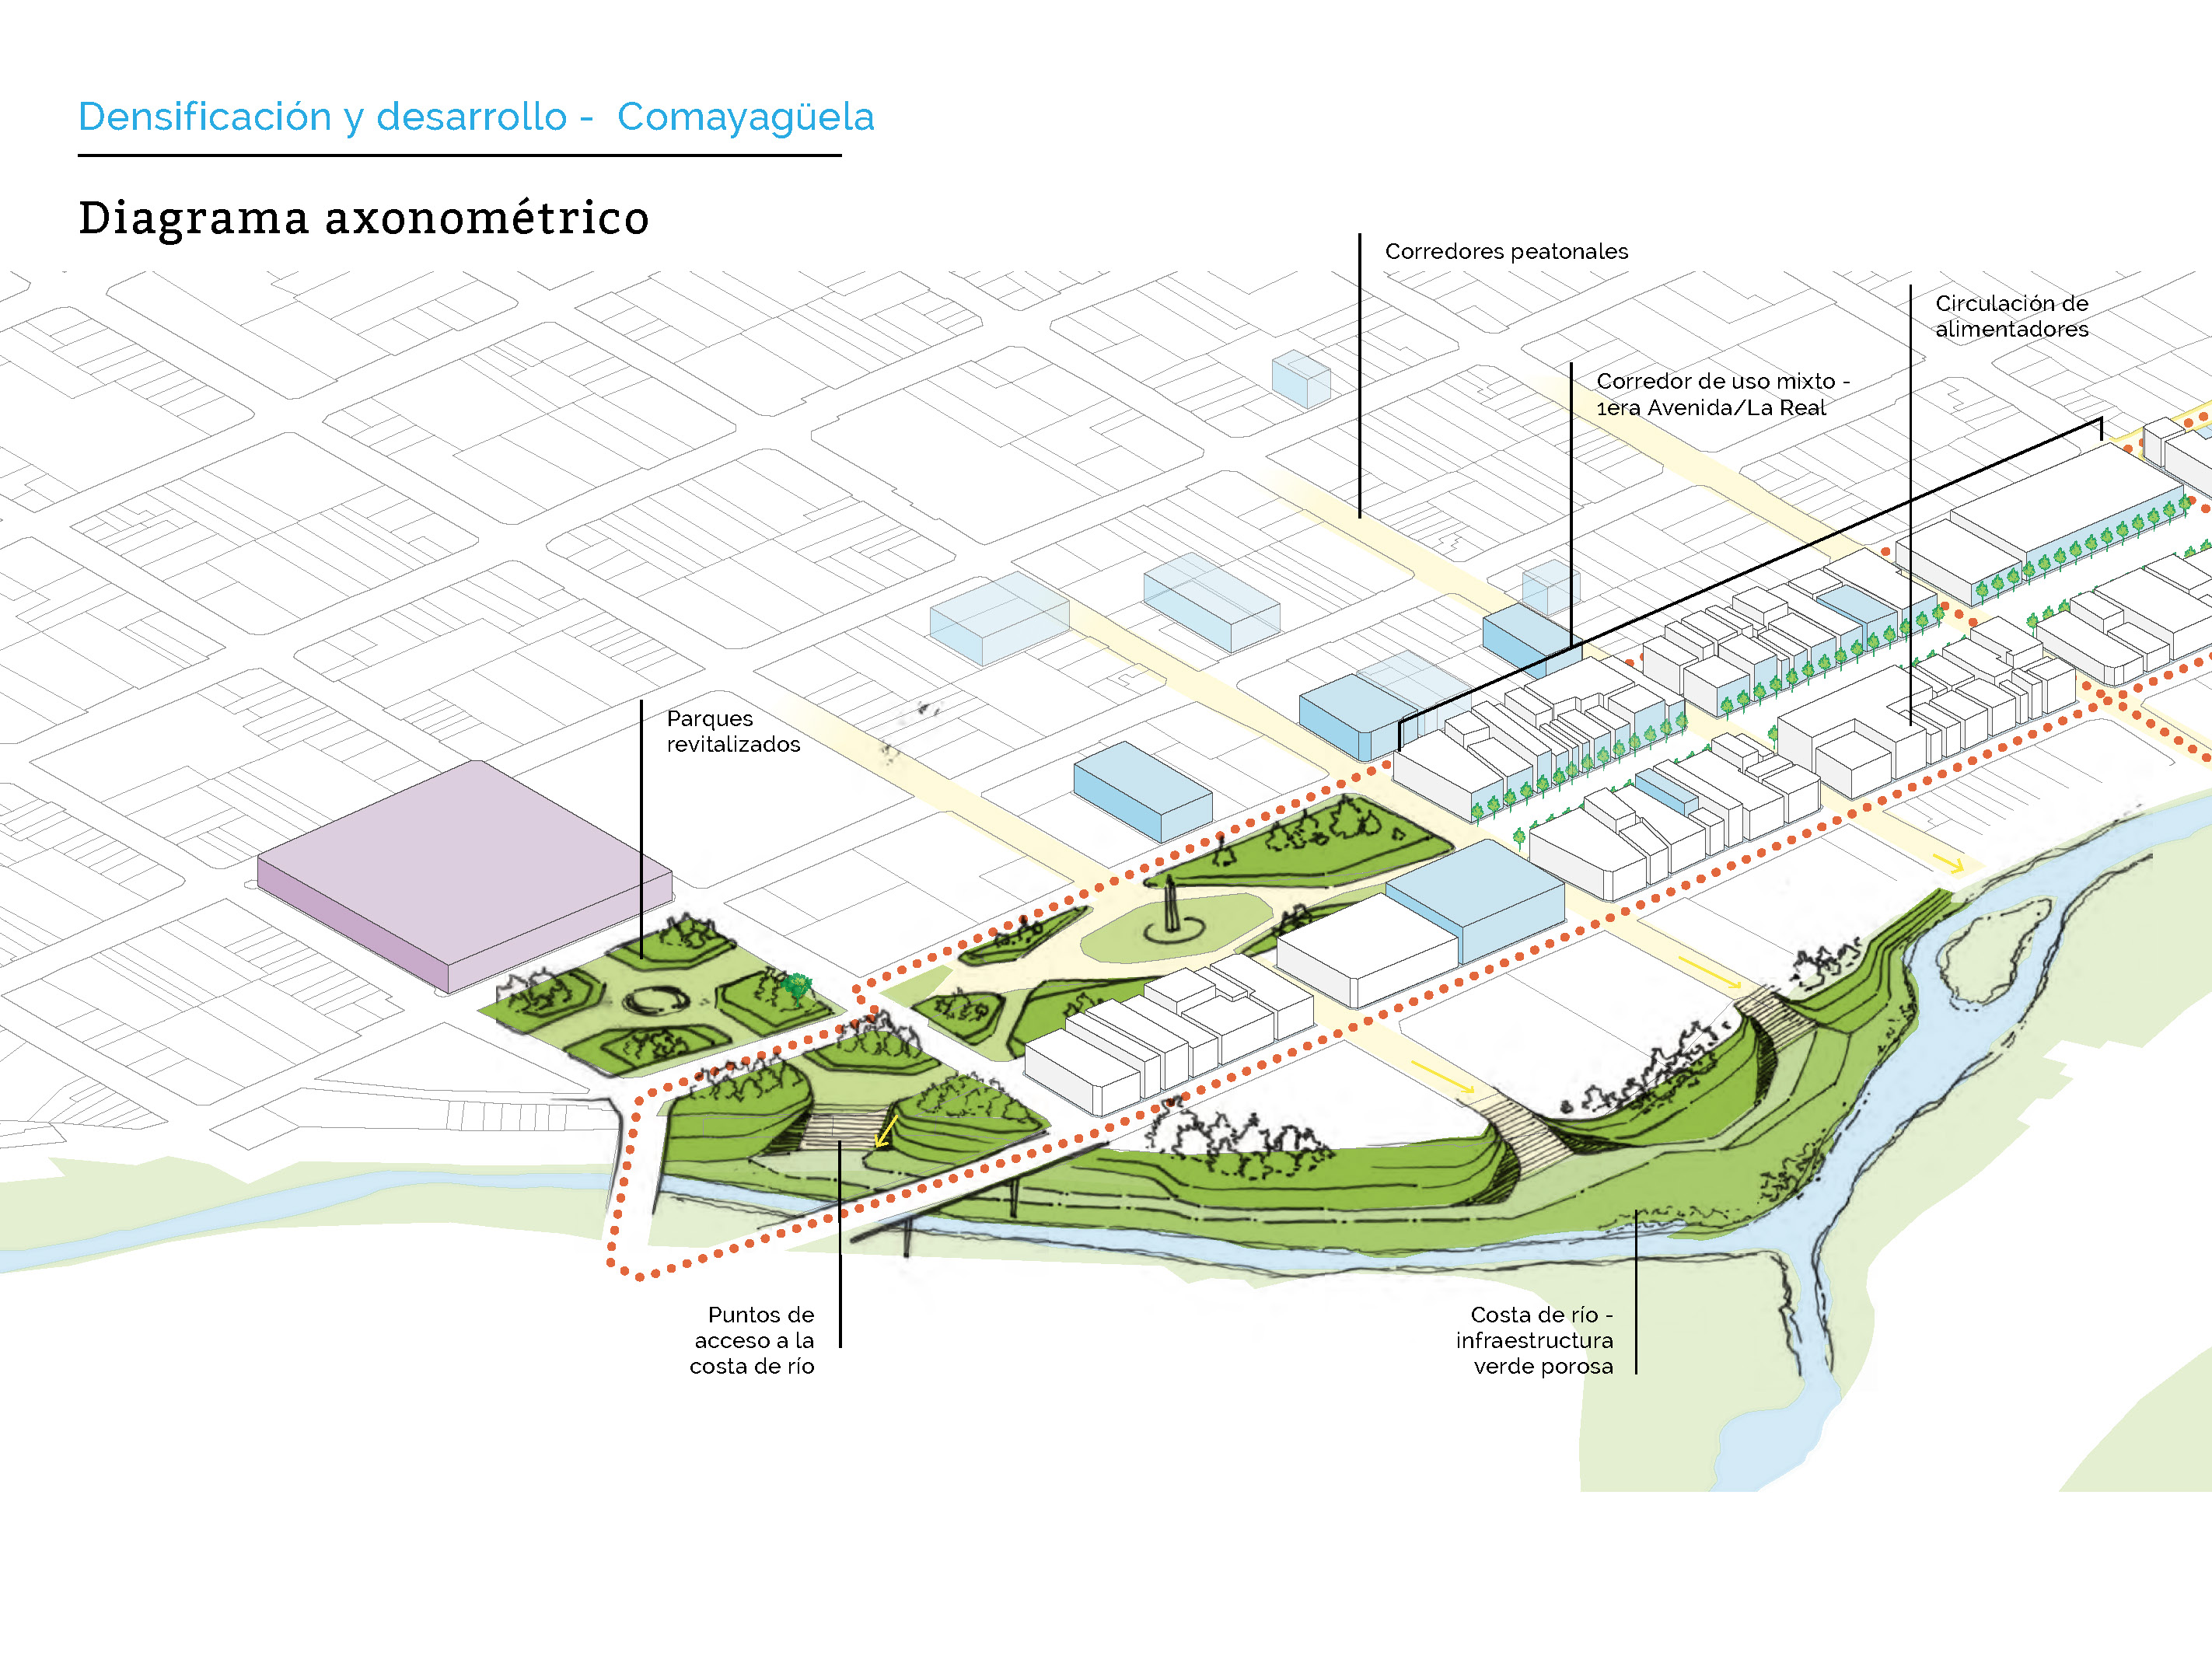 Densificación y desarrollo - Comayagüela
Diagrama axonométrico
Corredores peatonales
Circulación de
alimentadores
Corredor de uso mixto -
1era Avenida/La Real
Parques
revitalizados
Puntos de
acceso a la
costa de río
Costa de río -
infraestructura
verde porosa